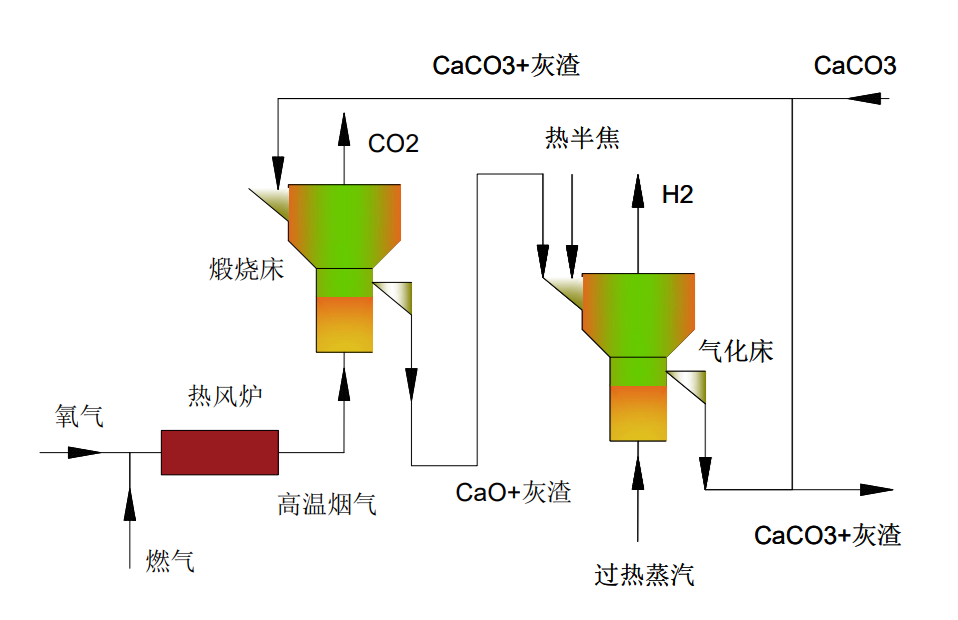 CaCO3+灰渣
CaCO3
CO2
热半焦
H2
煅烧床
气化床
热风炉
氧气
高温烟气
CaO+灰渣
CaCO3+灰渣
燃气
过热蒸汽